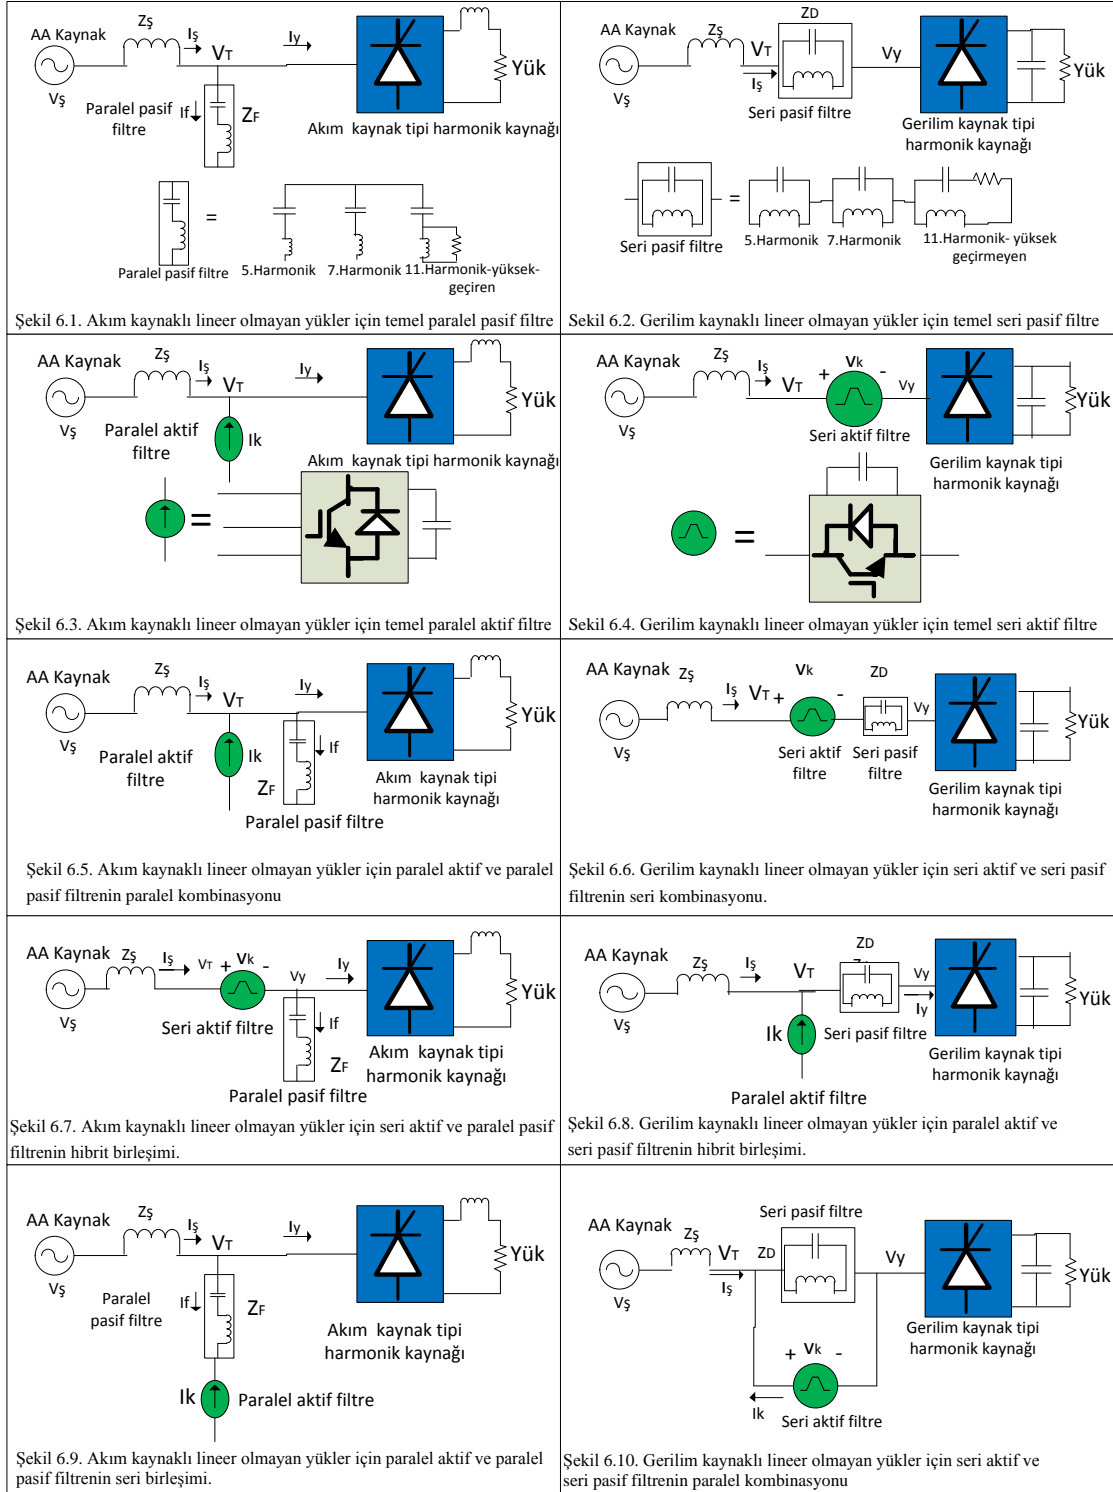 AA Kaynak
Zş
Iş
VT
Iy
Vş
Paralel pasif
filtre
If
ZF
Yük
Akım kaynak tipi harmonik kaynağı
Paralel pasif filtre
=
5.Harmonik
7.Harmonik
11.Harmonik-yüksek-
geçiren
Şekil 6.1. Akım kaynaklı lineer olmayan yükler için temel paralel pasif filtre
AA Kaynak
Zş
VT
Iş
ZD
Vy
Vş
Seri pasif filtre
Yük
Gerilim kaynak tipi
harmonik kaynağı
Seri pasif filtre
=
5.Harmonik
7.Harmonik
11.Harmonik- yüksek
geçirmeyen
Şekil 6.2. Gerilim kaynaklı lineer olmayan yükler için temel seri pasif filtre
AA Kaynak
Zş
Iş
VT
Iy
Vş
Paralel aktif
filtre
Ik
Yük
Akım kaynak tipi harmonik kaynağı
=
Şekil 6.3. Akım kaynaklı lineer olmayan yükler için temel paralel aktif filtre
AA Kaynak
Zş
Iş
VT
+ Vk -
Vy
Vş
Seri aktif filtre
Yük
Gerilim kaynak tipi
harmonik kaynağı
=
Şekil 6.4. Gerilim kaynaklı lineer olmayan yükler için temel seri aktif filtre
AA Kaynak
Zş
Iş
VT
Iy
Vş
Paralel aktif
filtre
Ik
If
ZF
Paralel pasif filtre
Yük
Akım kaynak tipi
harmonik kaynağı
Şekil 6.5. Akım kaynaklı lineer olmayan yükler için paralel aktif ve paralel
pasif filtrenin paralel kombinasyonu
AA Kaynak
Zş
Iş
VT
+ Vk -
ZD
Vy
Vş
Seri aktif
filtre
Seri pasif
filtre
Yük
Gerilim kaynak tipi
harmonik kaynağı
Şekil 6.6. Gerilim kaynaklı lineer olmayan yükler için seri aktif ve seri pasif
filtrenin seri kombinasyonu.
AA Kaynak
Zş
Iş
VT
+ Vk -
Vy
Iy
Vş
Seri aktif filtre
If
ZF
Paralel pasif filtre
Yük
Akım kaynak tipi
harmonik kaynağı
Şekil 6.7. Akım kaynaklı lineer olmayan yükler için seri aktif ve paralel pasif
filtrenin hibrit birleşimi.
AA Kaynak
Zş
Iş
VT
ZD
Vy
Iy
Vş
Seri pasif filtre
Ik
Paralel aktif filtre
Yük
Gerilim kaynak tipi
harmonik kaynağı
Şekil 6.8. Gerilim kaynaklı lineer olmayan yükler için paralel aktif ve
seri pasif filtrenin hibrit birleşimi.
AA Kaynak
Zş
Iş
VT
Iy
Vş
Paralel
pasif filtre
If
ZF
Ik
Paralel aktif filtre
Yük
Akım kaynak tipi
harmonik kaynağı
Şekil 6.9. Akım kaynaklı lineer olmayan yükler için paralel aktif ve paralel
pasif filtrenin seri birleşimi.
Seri pasif filtre
AA Kaynak
Zş
VT
Iş
ZD
Vy
Vş
+ Vk -
Ik
Seri aktif filtre
Yük
Gerilim kaynak tipi
harmonik kaynağı
Şekil 6.10. Gerilim kaynaklı lineer olmayan yükler için seri aktif ve
seri pasif filtrenin paralel kombinasyonu